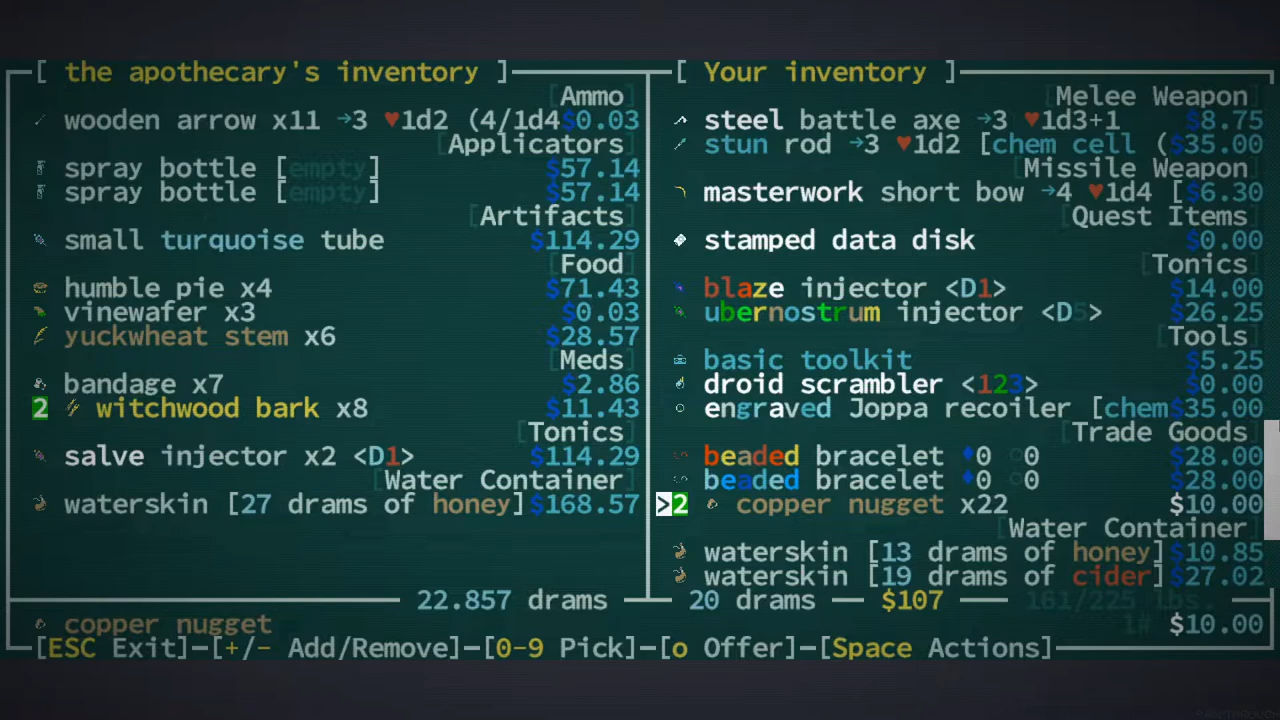 [ the apothecary's inventory ]
[Ammo]
wooden arrow x11 →3 ♥1d2 (4/1d4$0.03
[Applicators]
spray bottle [empty] $57.14
spray bottle [empty] $57.14
[Artifacts]
small turquoise tube $114.29
[Food]
humble pie x4 $71.43
vinewafer x3 $0.03
yuckwheat stem x6 $28.57
[Meds]
bandage x7 $2.86
2 witchwood bark x8 $11.43
[Tonics]
salve injector x2 <D1> $114.29
[Water Container]
waterskin [27 drams of honey]$168.57
22.857 drams
[ Your inventory ]
[Melee Weapon]
steel battle axe →3 ♥1d3+1 $8.75
stun rod →3 ♥1d2 [chem cell ($35.00
[Missile Weapon]
masterwork short bow →4 ♥1d4 [$6.30
[Quest Items]
stamped data disk $0.00
[Tonics]
blaze injector <D1> $14.00
ubernostrum injector <D5> $26.25
[Tools]
basic toolkit $5.25
droid scrambler <123> $0.00
engraved Joppa recoiler [chem$35.00
[Trade Goods]
beaded bracelet ♦0 ○0 $28.00
beaded bracelet ♦0 ○0 $28.00
>2 copper nugget x22 $10.00
[Water Container]
waterskin [13 drams of honey]$10.85
waterskin [19 drams of cider]$27.02
20 drams — $107 — 161/225 lbs.
copper nugget 1# $10.00
[ESC Exit]—[+/- Add/Remove]—[0-9 Pick]—[o Offer]—[Space Actions]